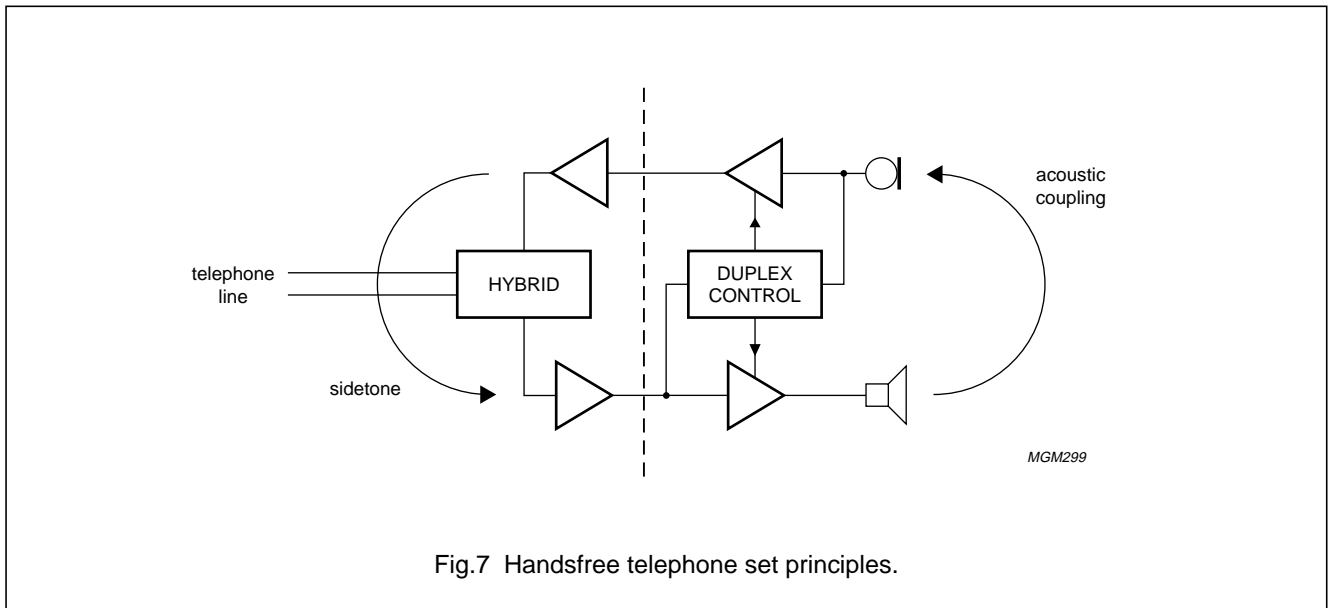 acoustic
coupling
telephone
line
HYBRID
DUPLEX
CONTROL
sidetone
MGM299
Fig.7 Handsfree telephone set principles.